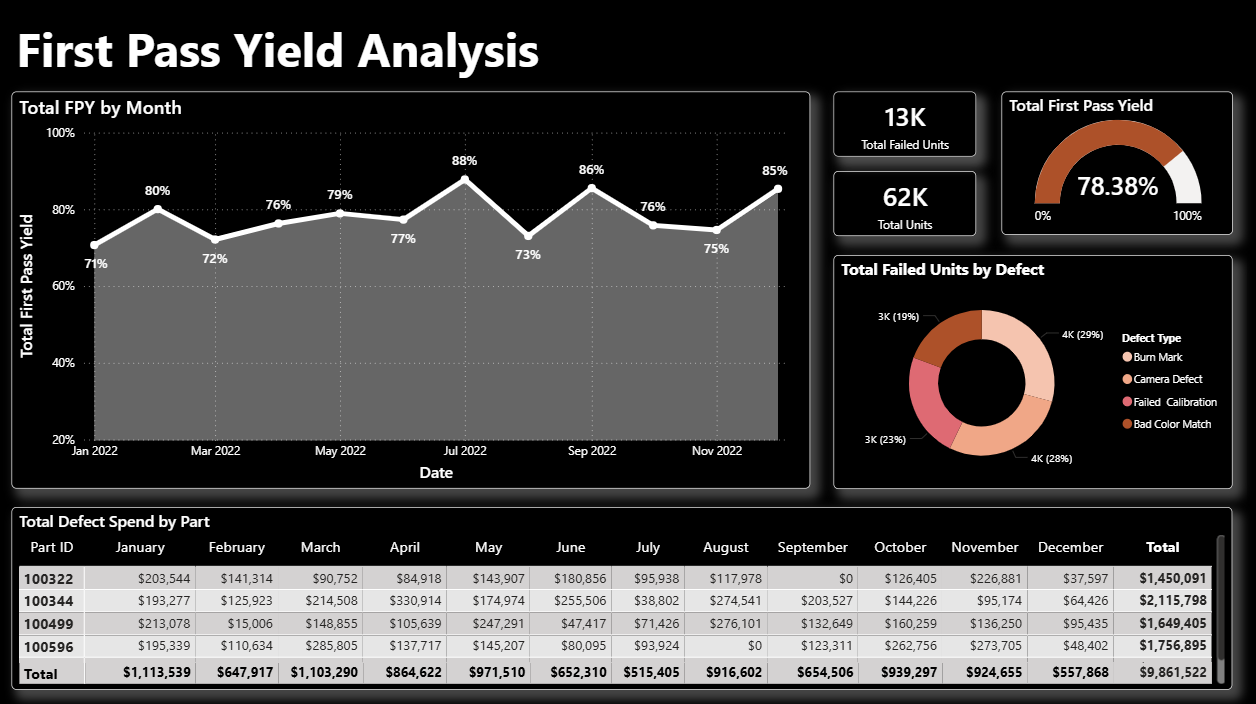 First Pass Yield Analysis
Total FPY by Month
Total First Pass Yield
100%
80%
60%
40%
20%
71%
80%
72%
76%
79%
77%
88%
73%
86%
76%
75%
85%
Jan 2022
Mar 2022
May 2022
Jul 2022
Sep 2022
Nov 2022
Date
13K
Total Failed Units
62K
Total Units
Total First Pass Yield
78.38%
0%
100%
Total Failed Units by Defect
3K (19%)
4K (29%)
3K (23%)
4K (28%)
Defect Type
Burn Mark
Camera Defect
Failed Calibration
Bad Color Match
Total Defect Spend by Part
Part ID January February March April May June July August September October November December Total
100322 $203,544 $141,314 $90,752 $84,918 $143,907 $180,856 $95,938 $117,978 $0 $126,405 $226,881 $37,597 $1,450,091
100344 $193,277 $125,923 $214,508 $330,914 $174,974 $255,506 $38,802 $274,541 $203,527 $144,226 $95,174 $64,426 $2,115,798
100499 $213,078 $15,006 $148,855 $105,639 $247,291 $47,417 $71,426 $276,101 $132,649 $160,259 $136,250 $95,435 $1,649,405
100596 $195,339 $110,634 $285,805 $137,717 $145,207 $80,095 $93,924 $0 $123,311 $262,756 $273,705 $48,402 $1,756,895
Total $1,113,539 $647,917 $1,103,290 $864,622 $971,510 $652,310 $515,405 $916,602 $654,506 $939,297 $924,655 $557,868 $9,861,522